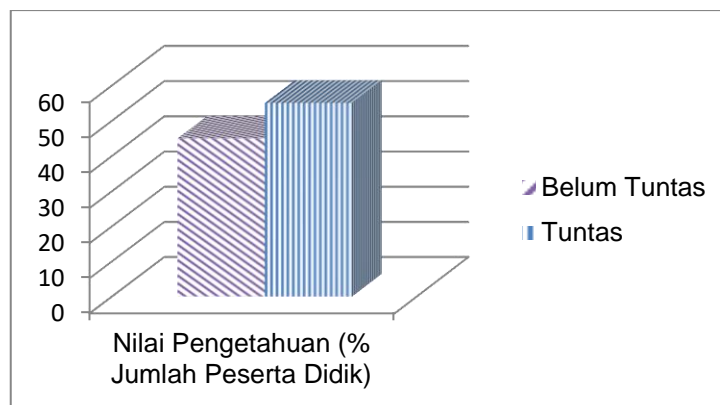 60
50
40
30
20
10
0
Nilai Pengetahuan (%
Jumlah Peserta Didik)
Belum Tuntas
Tuntas